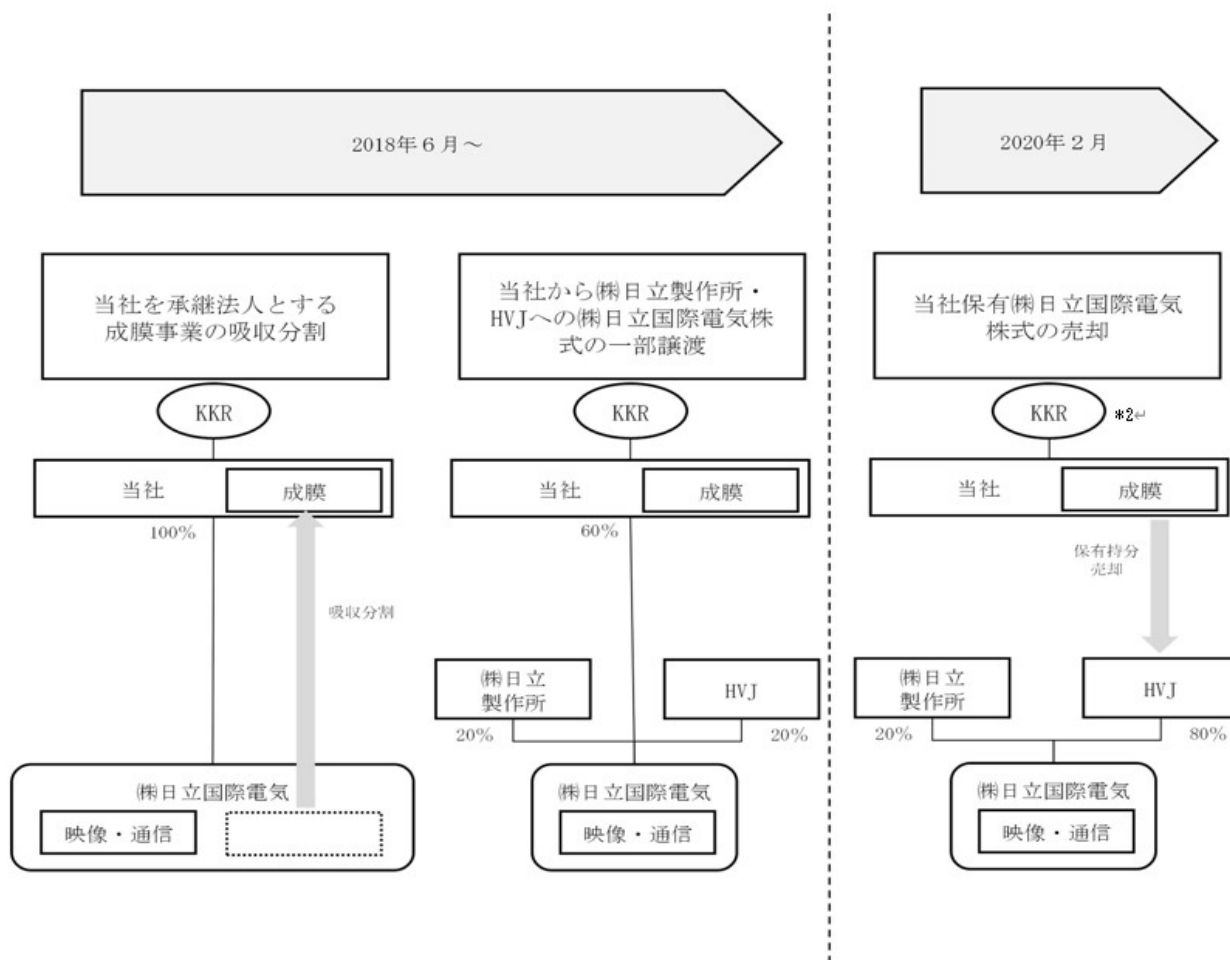 2018年６月～
2020年２月
当社を承継法人とする
成膜事業の吸収分割
当社から㈱日立製作所・
HVJへの㈱日立国際電気株
式の一部譲渡
当社保有㈱日立国際電気
株式の売却
KKR
KKR
KKR
*2↵
当社
成膜
当社
成膜
当社
成膜
100%
60%
吸収分割
保有持分
売却
㈱日立
製作所
HVJ
㈱日立
製作所
HVJ
20%
20%
20%
80%
㈱日立国際電気
映像・通信
㈱日立国際電気
映像・通信
㈱日立国際電気
映像・通信